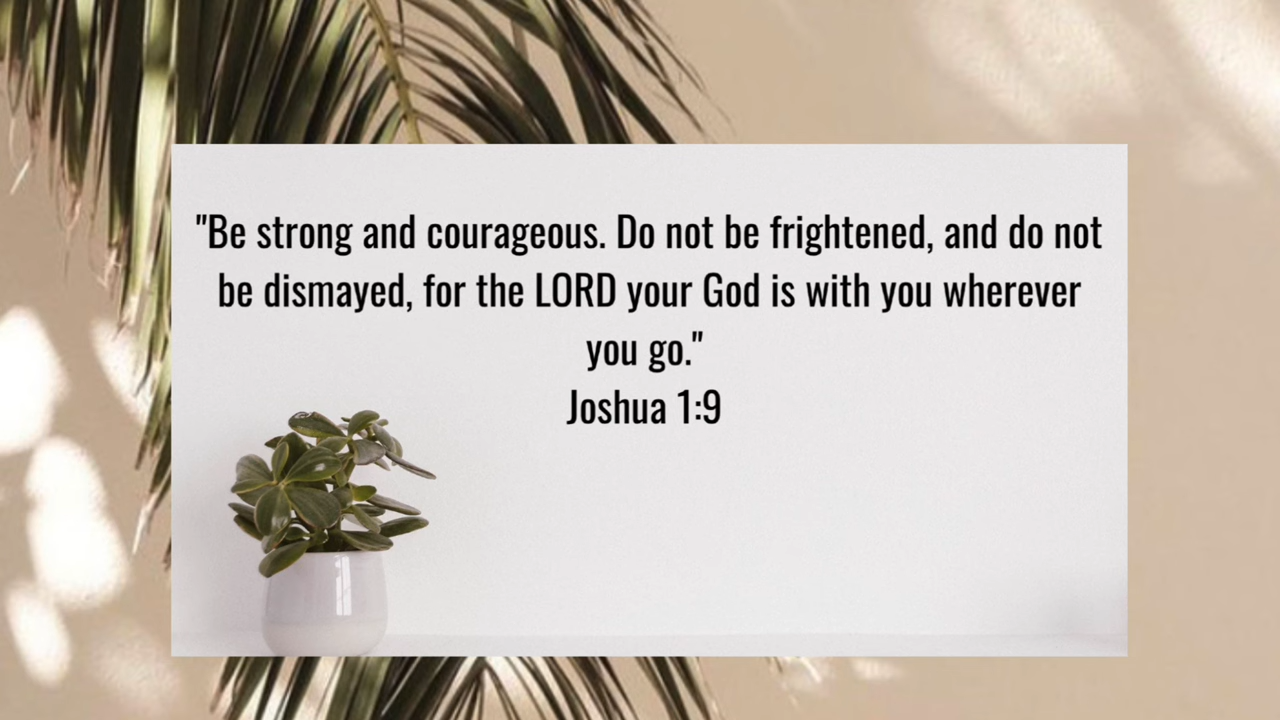 "Be strong and courageous. Do not be frightened, and do not
be dismayed, for the LORD your God is with you wherever
you go."
Joshua 1:9